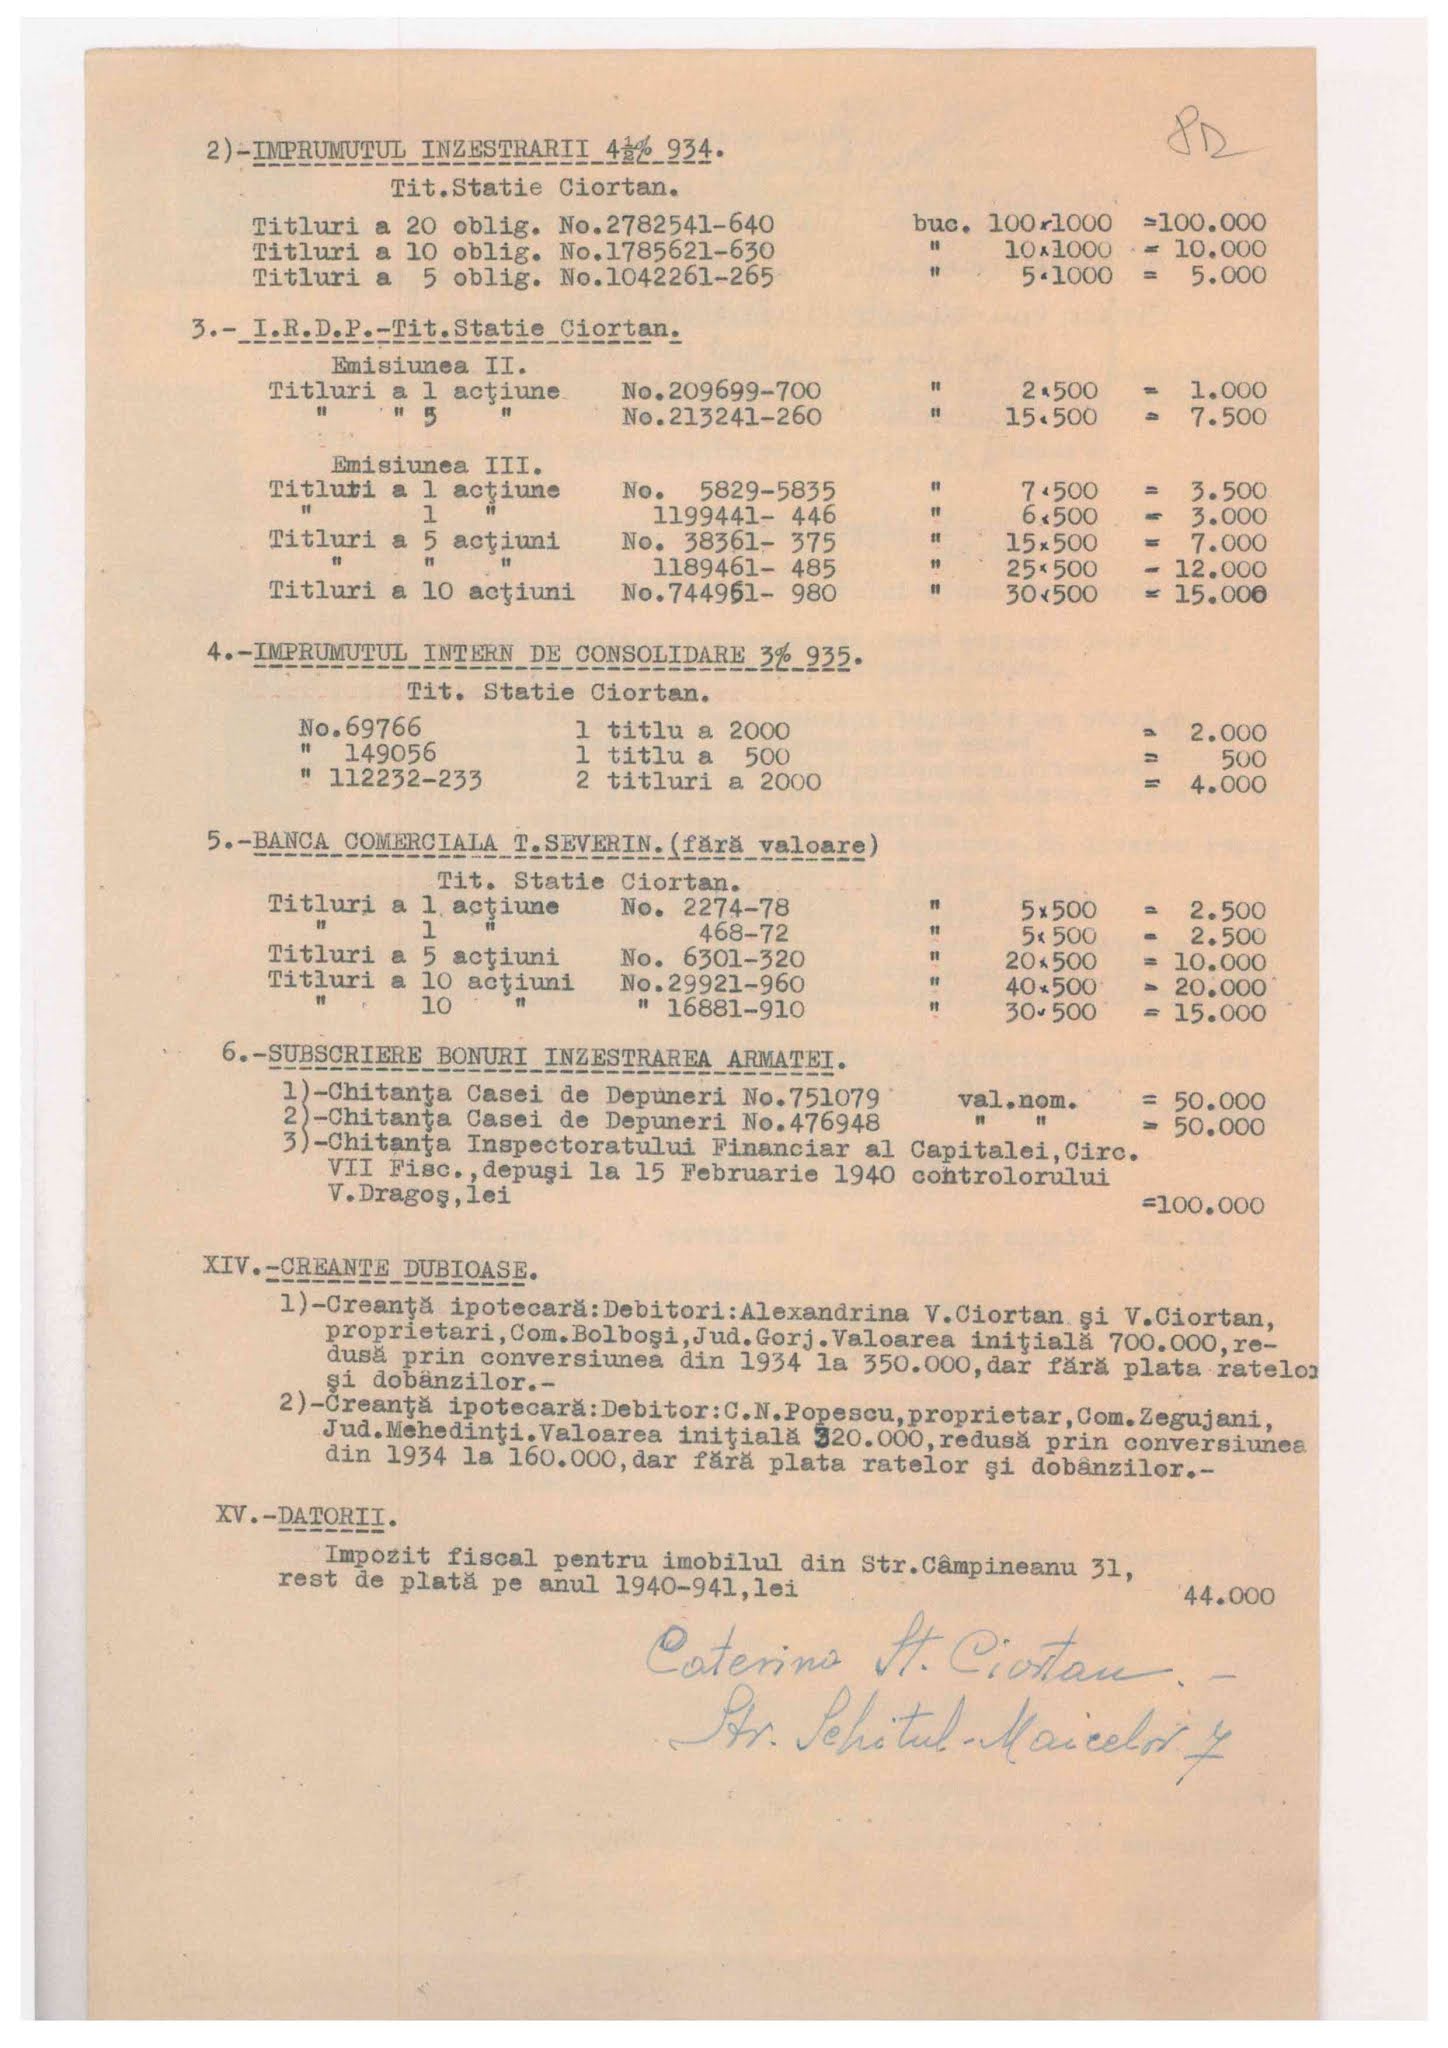 2)-IMPRUMUTUL INZESTRARII 4½% 934.
Tit.Statie Ciortan.
Titluri a 20 oblig. No.2782541-640 buc. 100x1000 =100.000
Titluri a 10 oblig. No.1785621-630 " 10x1000 = 10.000
Titluri a 5 oblig. No.1042261-265 " 5x1000 = 5.000
3.- I.R.D.P.-Tit.Statie Ciortan.
Emisiunea II.
Titluri a 1 acţiune No.209699-700 " 2x500 = 1.000
" " 5 " No.213241-260 " 15x500 = 7.500
Emisiunea III.
Titluti a 1 acţiune No. 5829-5835 " 7x500 = 3.500
" 1 " 1199441- 446 " 6x500 = 3.000
Titluri a 5 acţiuni No. 38361- 375 " 15x500 = 7.000
" " " 1189461- 485 " 25x500 = 12.000
Titluri a 10 acţiuni No.744951- 980 " 30x500 = 15.000
4.-IMPRUMUTUL INTERN DE CONSOLIDARE 3% 935.
Tit. Statie Ciortan.
No.69766 1 titlu a 2000 = 2.000
" 149056 1 titlu a 500 = 500
" 112232-233 2 titluri a 2000 = 4.000
5.-BANCA COMERCIALA T.SEVERIN.(fără valoare)
Tit. Statie Ciortan.
Titluri a 1 acţiune No. 2274-78 " 5x500 = 2.500
" 1 " 468-72 " 5x500 = 2.500
Titluri a 5 acţiuni No. 6301-320 " 20x500 = 10.000
Titluri a 10 acţiuni No.29921-960 " 40x500 = 20.000
" 10 " " 16881-910 " 30x500 = 15.000
6.-SUBSCRIERE BONURI INZESTRAREA ARMATEI.
1)-Chitanţa Casei de Depuneri No.751079 val.nom. = 50.000
2)-Chitanţa Casei de Depuneri No.476948 " " = 50.000
3)-Chitanţa Inspectoratului Financiar al Capitalei,Circ.
VII Fisc.,depuşi la 15 Februarie 1940 controlorului
V.Dragoş,lei =100.000
XIV.-CREANTE DUBIOASE.
1)-Creanţă ipotecară:Debitori:Alexandrina V.Ciortan şi V.Ciortan,
proprietari,Com.Bolboşi,Jud.Gorj.Valoarea iniţială 700.000,re-
dusă prin conversiunea din 1934 la 350.000,dar fără plata ratelor
şi dobânzilor.-
2)-Creanţă ipotecară:Debitor:C.N.Popescu,proprietar,Com.Zegujani,
Jud.Mehedinţi.Valoarea iniţială 320.000,redusă prin conversiunea
din 1934 la 160.000,dar fără plata ratelor şi dobânzilor.-
XV.-DATORII.
Impozit fiscal pentru imobilul din Str.Câmpineanu 31,
rest de plată pe anul 1940-941,lei 44.000
Caterina St. Ciortan.-
Str. Schitul-Maicelor 7